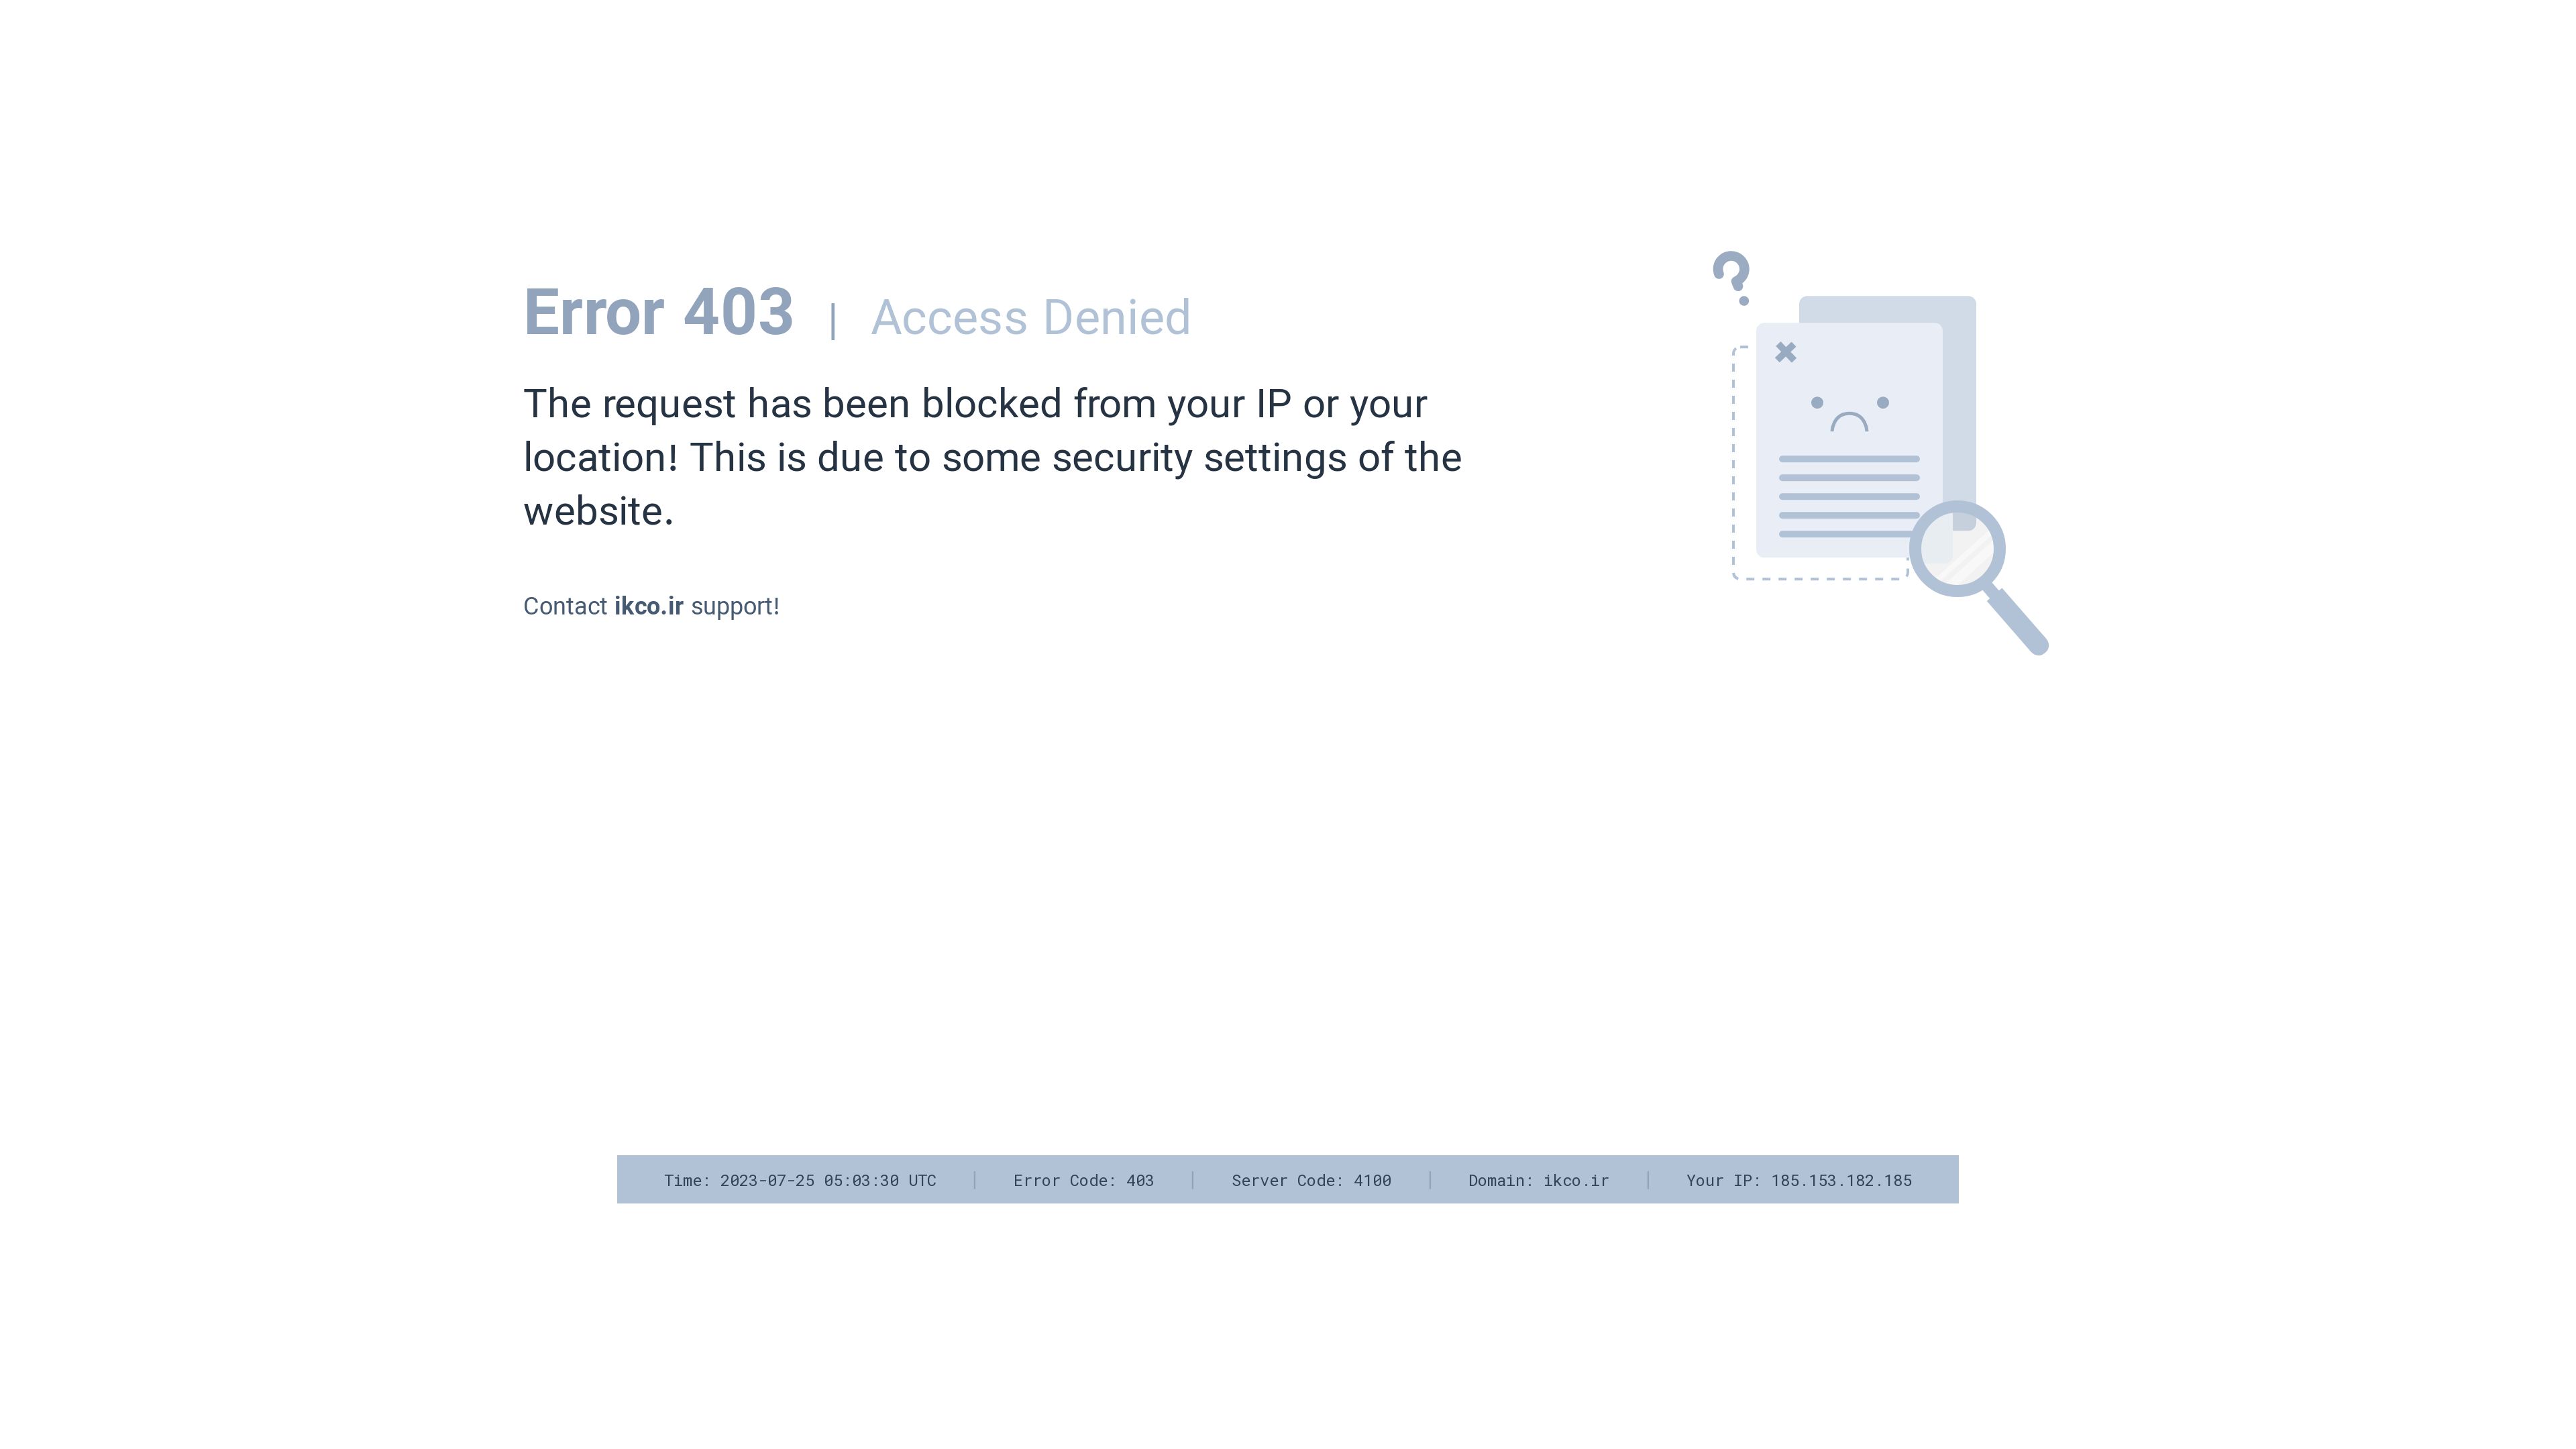 Error 403 | Access Denied
The request has been blocked from your IP or your
location! This is due to some security settings of the
website.
Contact ikco.ir support!
Time: 2023-07-25 05:03:30 UTC | Error Code: 403 | Server Code: 4100 | Domain: ikco.ir | Your IP: 185.153.182.185